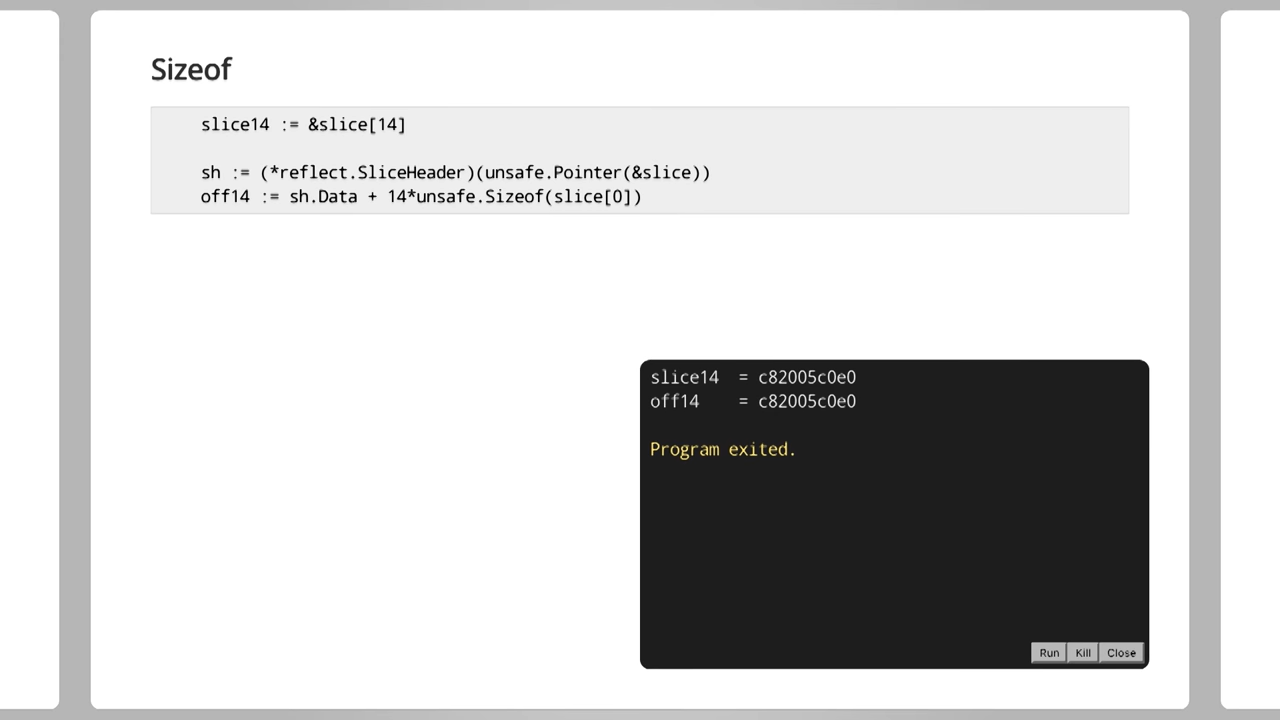 Sizeof
slice14 := &slice[14]
sh := (*reflect.SliceHeader)(unsafe.Pointer(&slice))
off14 := sh.Data + 14*unsafe.Sizeof(slice[0])
slice14  = c82005c0e0
off14    = c82005c0e0
Program exited.
Run Kill Close